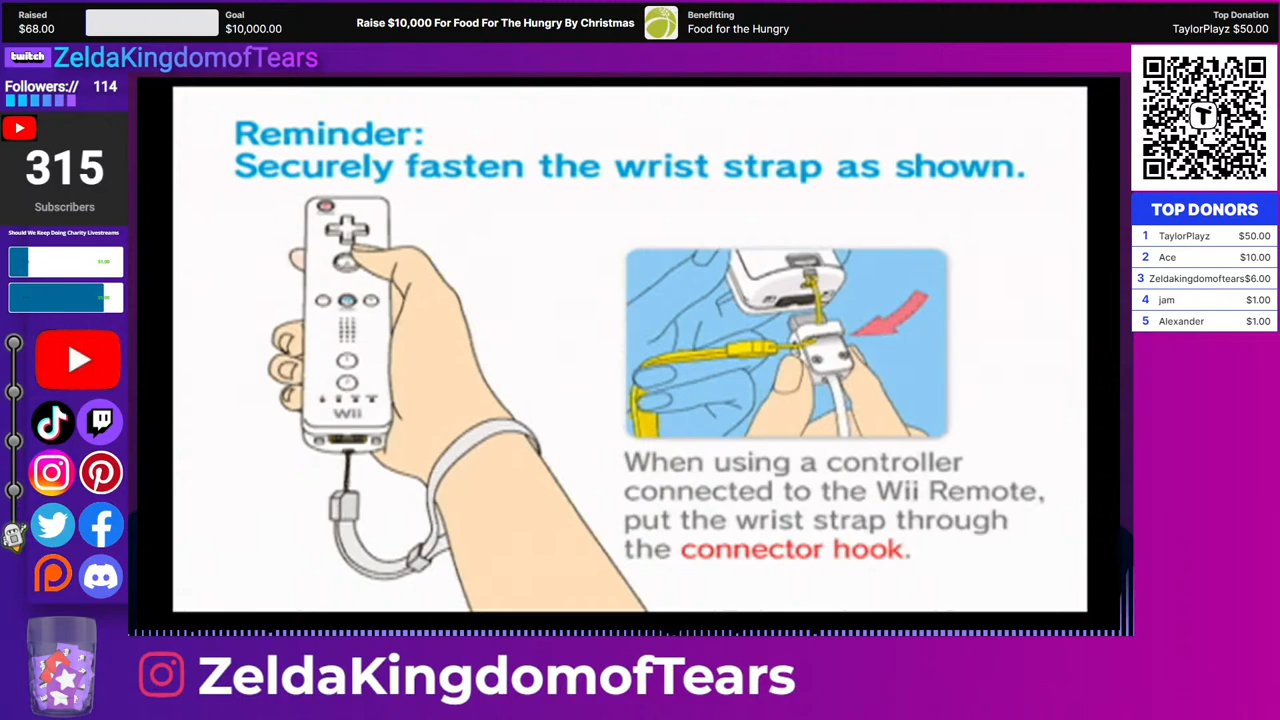 Raised
$68.00
Goal
$10,000.00
Raise $10,000 For Food For The Hungry By Christmas
Benefitting
Food for the Hungry
Top Donation
TaylorPlayz $50.00
twitch
ZeldaKingdomofTears
Followers:// 114
315
Subscribers
Should We Keep Doing Charity Livestreams
Reminder:
Securely fasten the wrist strap as shown.
Wii
When using a controller
connected to the Wii Remote,
put the wrist strap through
the connector hook.
T
TOP DONORS
1 TaylorPlayz $50.00
2 Ace $10.00
3 Zeldakingdomoftears $6.00
4 jam $1.00
5 Alexander $1.00
ZeldaKingdomofTears